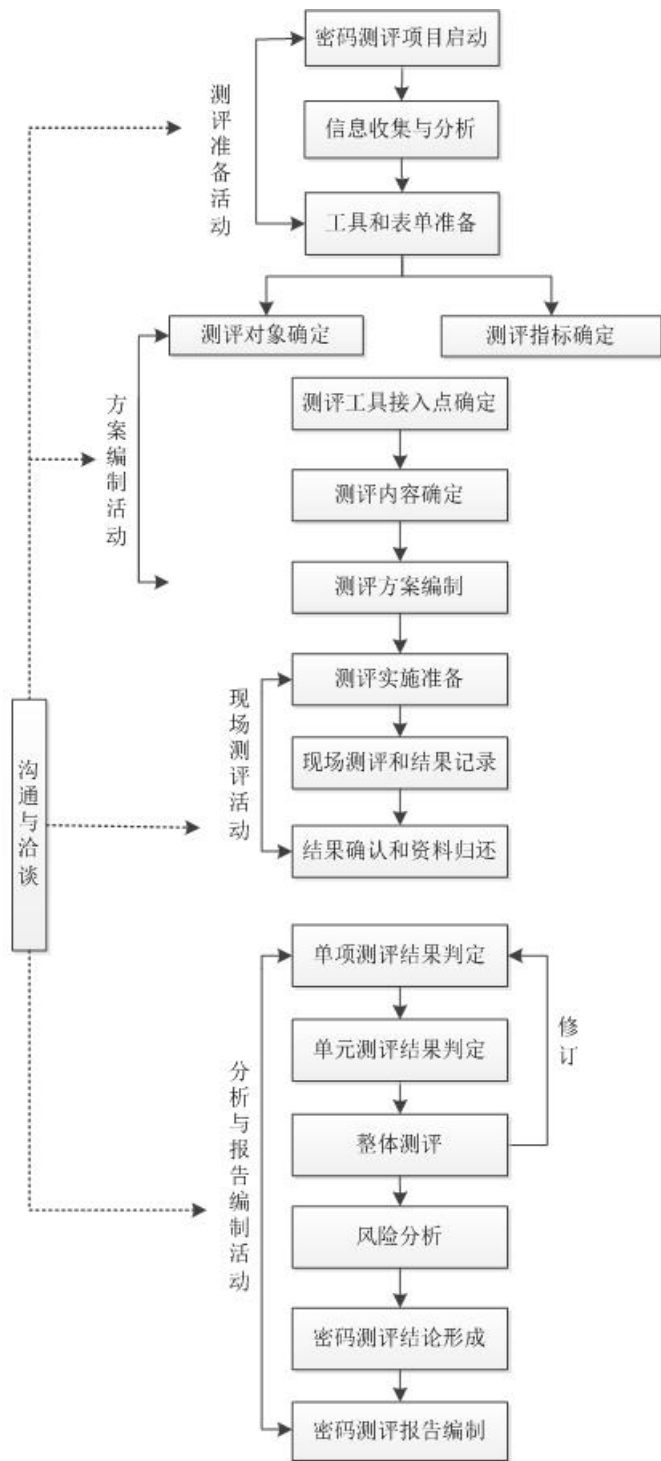 密码测评项目启动
测评准备活动
信息收集与分析
工具和表单准备
测评对象确定
测评指标确定
方案编制活动
测评工具接入点确定
测评内容确定
测评方案编制
测评实施准备
现场测评活动
沟通与洽谈
现场测评和结果记录
结果确认和资料归还
单项测评结果判定
修订
单元测评结果判定
分析与报告编制活动
整体测评
风险分析
密码测评结论形成
密码测评报告编制